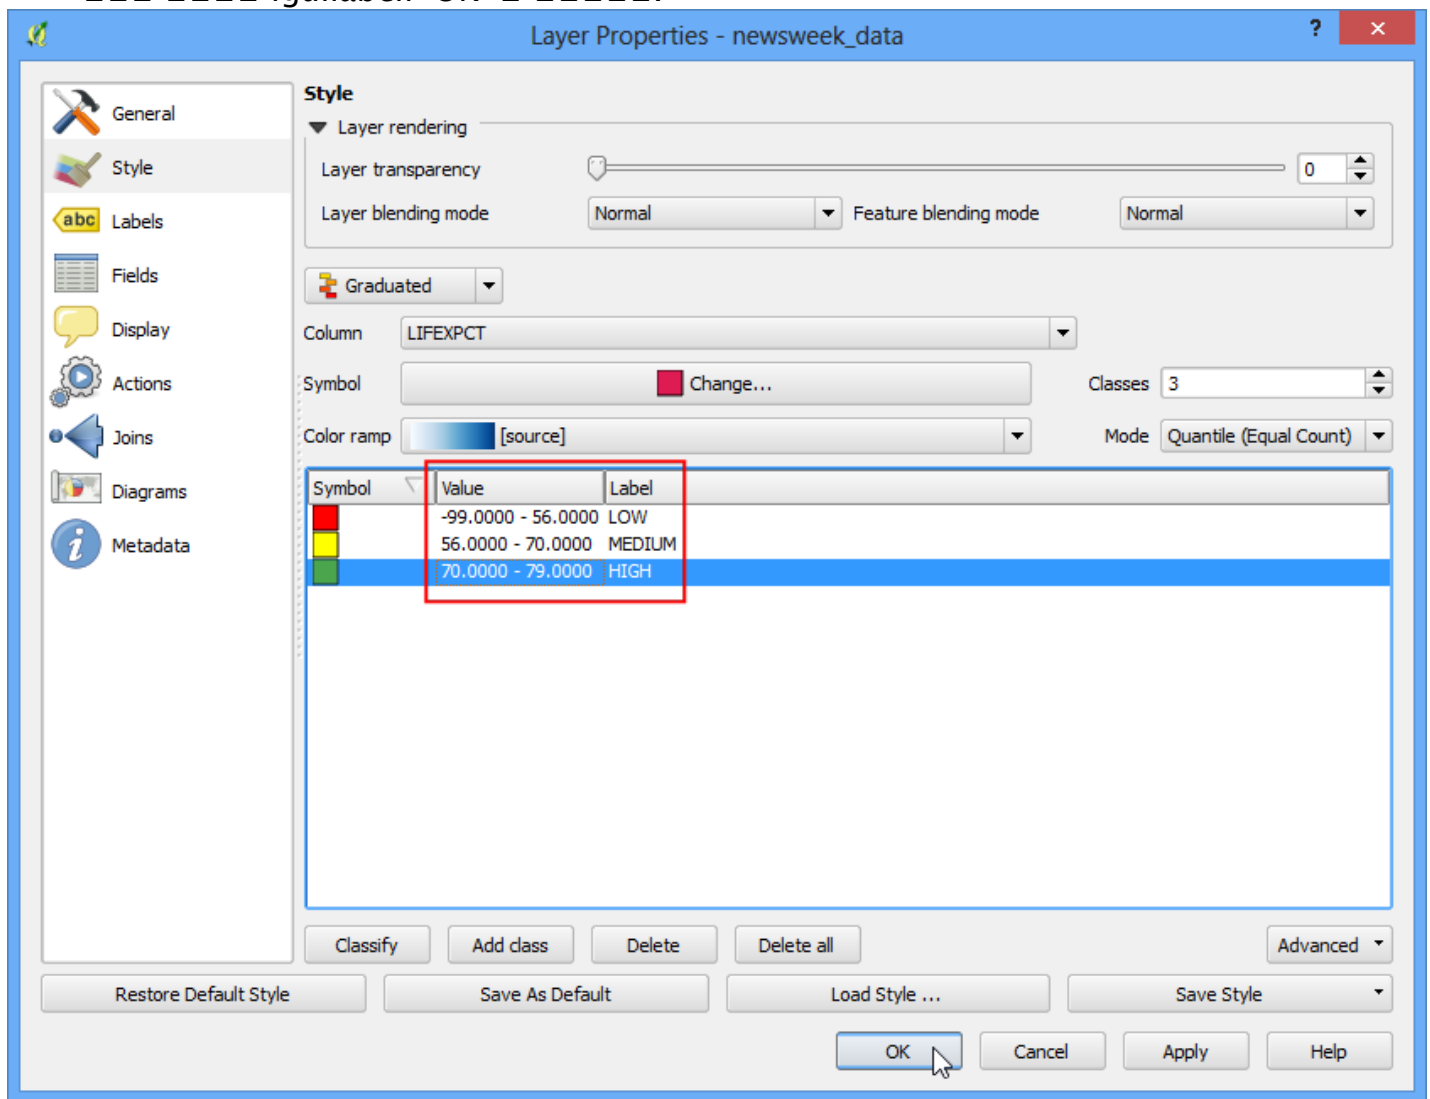 Layer Properties - newsweek_data
?
General
Style
Labels
Fields
Display
Actions
Joins
Diagrams
Metadata
abc
Style
Layer rendering
Layer transparency 0
Layer blending mode Normal Feature blending mode Normal
Graduated
Column LIFEXPCT
Symbol Change... Classes 3
Color ramp [source] Mode Quantile (Equal Count)
Symbol Value Label
-99.0000 - 56.0000 LOW
56.0000 - 70.0000 MEDIUM
70.0000 - 79.0000 HIGH
Classify Add class Delete Delete all Advanced
Restore Default Style Save As Default Load Style ... Save Style
OK Cancel Apply Help